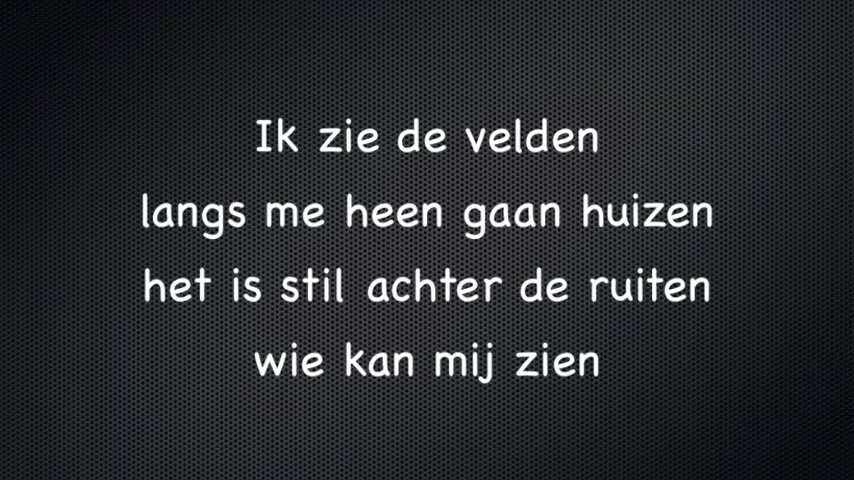 Ik zie de velden
langs me heen gaan huizen
het is stil achter de ruiten
wie kan mij zien